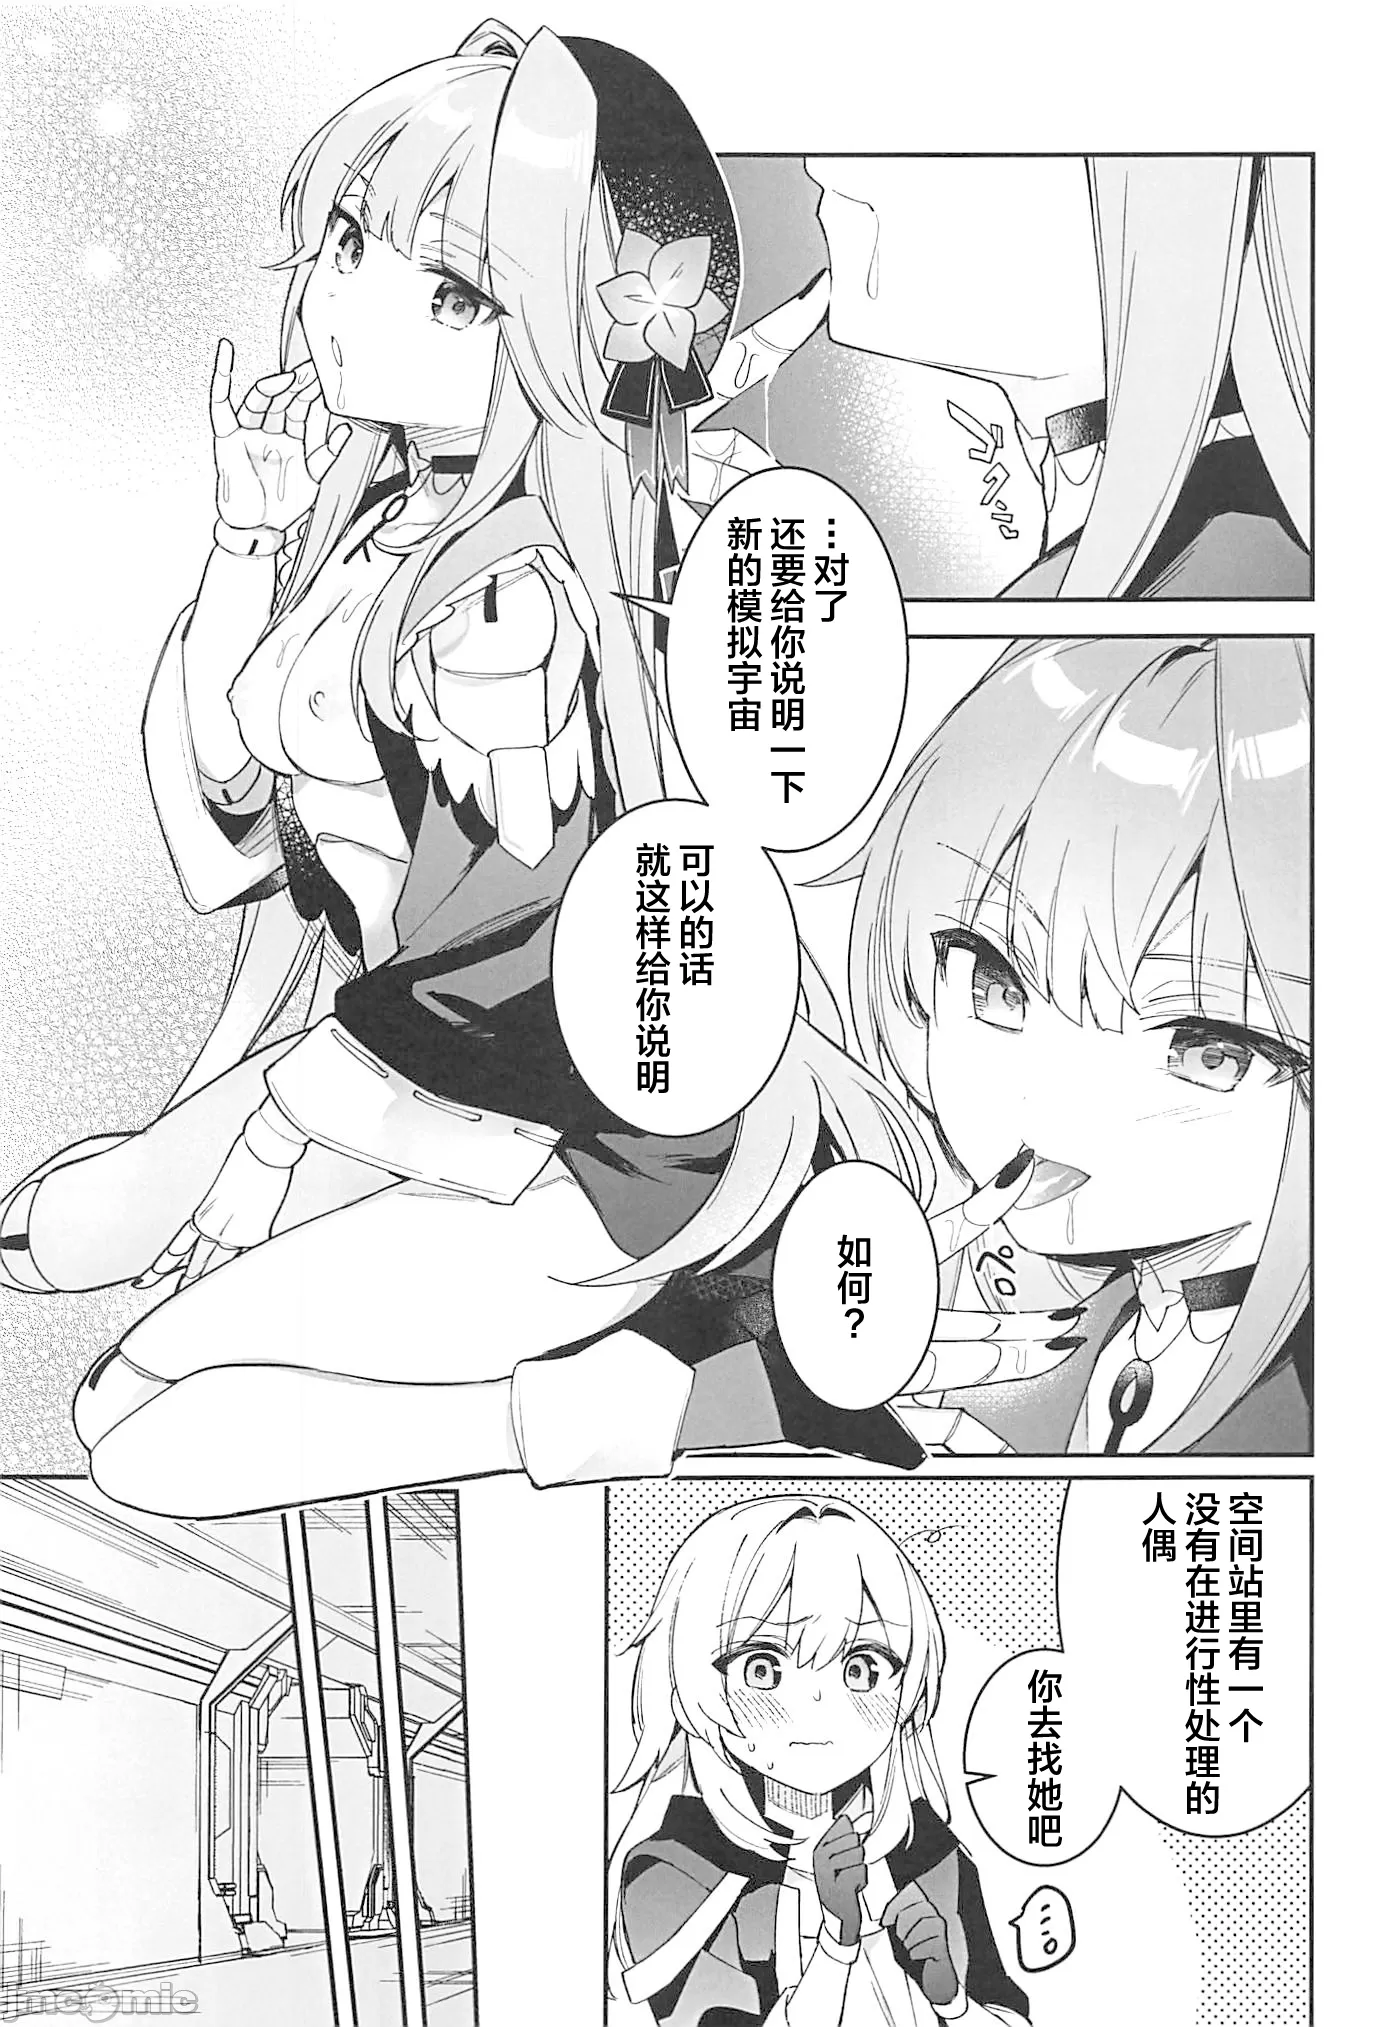 …对了
还要给你说明一下
新的模拟宇宙
可以的话
就这样给你说明
如何？
空间站里有一个
没有在进行性处理的
人偶
你去找她吧
jmcomic